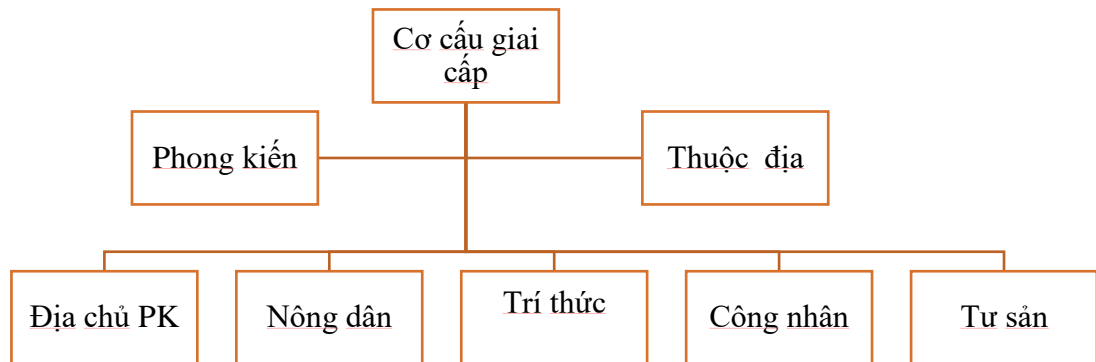 Cơ cấu giai
cấp
Phong kiến
Thuộc địa
Địa chủ PK
Nông dân
Trí thức
Công nhân
Tư sản